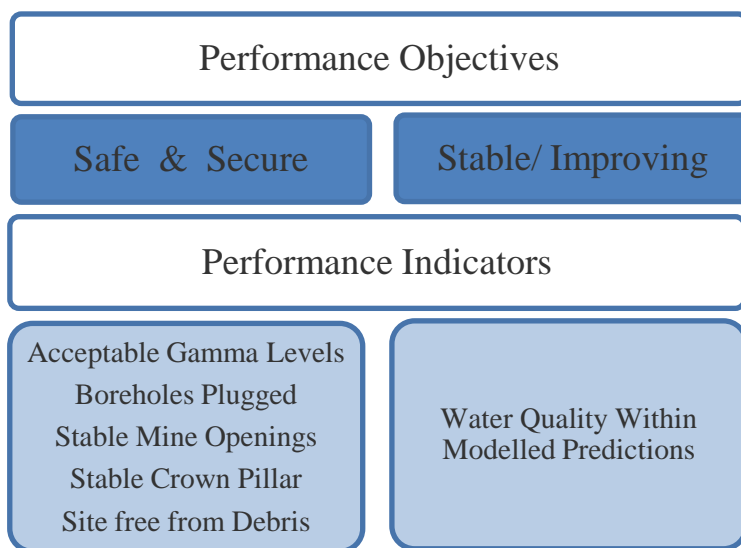 Performance Objectives
Safe & Secure
Stable/ Improving
Performance Indicators
Acceptable Gamma Levels
Boreholes Plugged
Stable Mine Openings
Stable Crown Pillar
Site free from Debris
Water Quality Within
Modelled Predictions